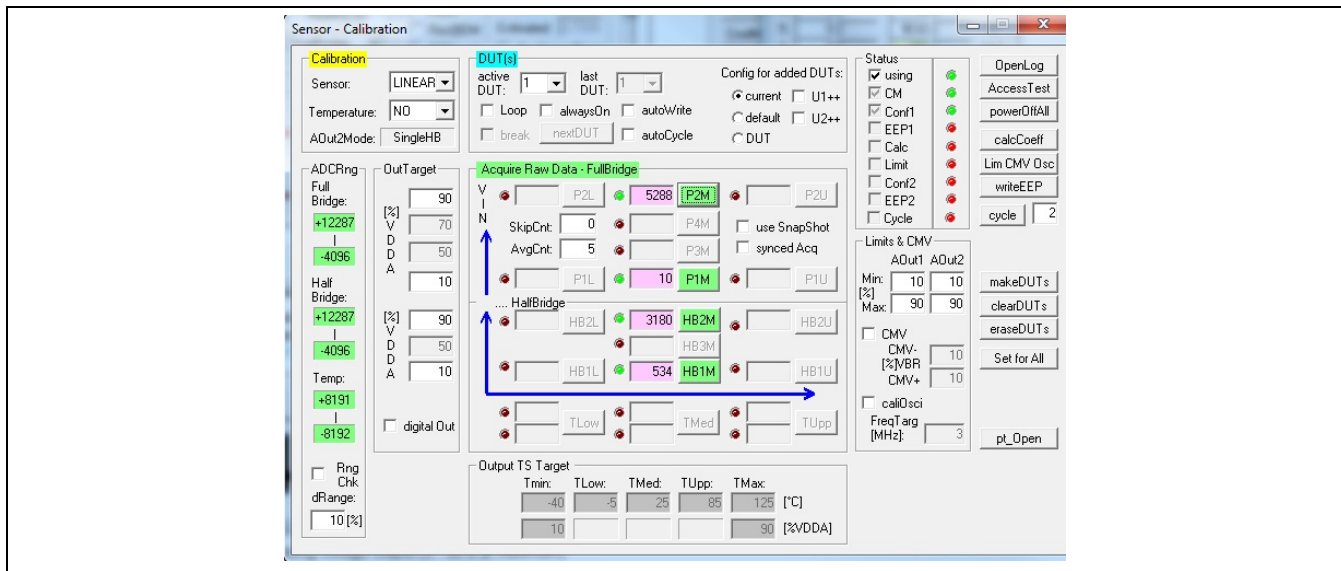 Sensor - Calibration
Calibration
Sensor: LINEAR
Temperature: NO
AOut2Mode: SingleHB
DUT(s)
active DUT: 1 last DUT: 1
Loop alwaysOn autoWrite
break nextDUT autoCycle
Config for added DUTs:
current U1++
default U2++
DUT
Status
using
CM
Conf1
EEP1
Calc
Limit
Conf2
EEP2
Cycle
OpenLog
AccessTest
powerOffAll
calcCoeff
Lim CMV Osc
writeEEP
cycle 2
makeDUTs
clearDUTs
eraseDUTs
Set for All
pt_Open
ADCRng
Full
Bridge:
+12287
|
-4096
Half
Bridge:
+12287
|
-4096
Temp:
+8191
|
-8192
Rng
Chk
dRange:
10 [%]
OutTarget
[%]
V
D
D
A
90
70
50
10
[%]
V
D
D
A
90
50
10
digital Out
Acquire Raw Data - FullBridge
V
I
N
P2L 5288 P2M P2U
SkipCnt: 0 P4M use SnapShot
AvgCnt: 5 P3M synced Acq
P1L 10 P1M P1U
.... HalfBridge
HB2L 3180 HB2M HB2U
HB3M
HB1L 534 HB1M HB1U
TLow TMed TUpp
Limits & CMV
AOut1 AOut2
Min: 10 10
[%]
Max: 90 90
CMV
CMV- 10
[%]VBR
CMV+ 10
caliOsci
FreqTarg
[MHz]: 3
Output TS Target
Tmin: TLow: TMed: TUpp: TMax:
-40 -5 25 85 125 [°C]
10 90 [%VDDA]